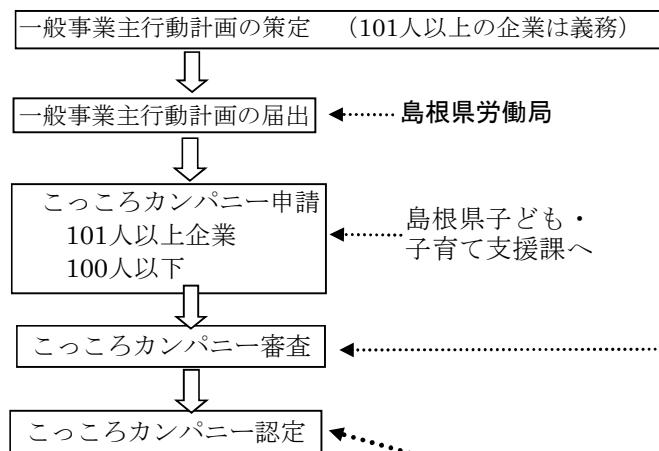 一般事業主行動計画の策定 （101人以上の企業は義務）
一般事業主行動計画の届出
島根県労働局
こっころカンパニー申請
101人以上企業
100人以下
島根県子ども・
子育て支援課へ
こっころカンパニー審査
こっころカンパニー認定